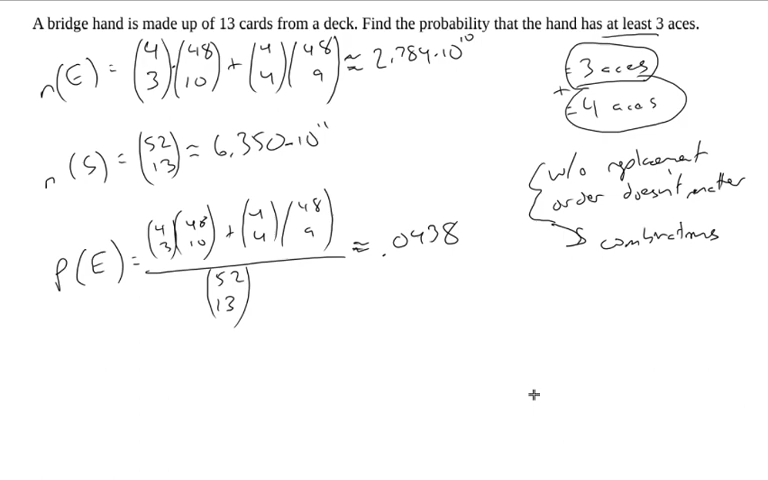 A bridge hand is made up of 13 cards from a deck. Find the probability that the hand has at least 3 aces.
n(E) = (4 3)·(48 10) + (4 4)(48 9) ≈ 2.784·10^10
= 3 aces
+ = 4 aces
n(S) = (52 13) ≈ 6.350·10^11
w/o replacement
order doesn't matter
↳ combinations
P(E) = ((4 3)(48 10) + (4 4)(48 9)) / (52 13) ≈ .0438